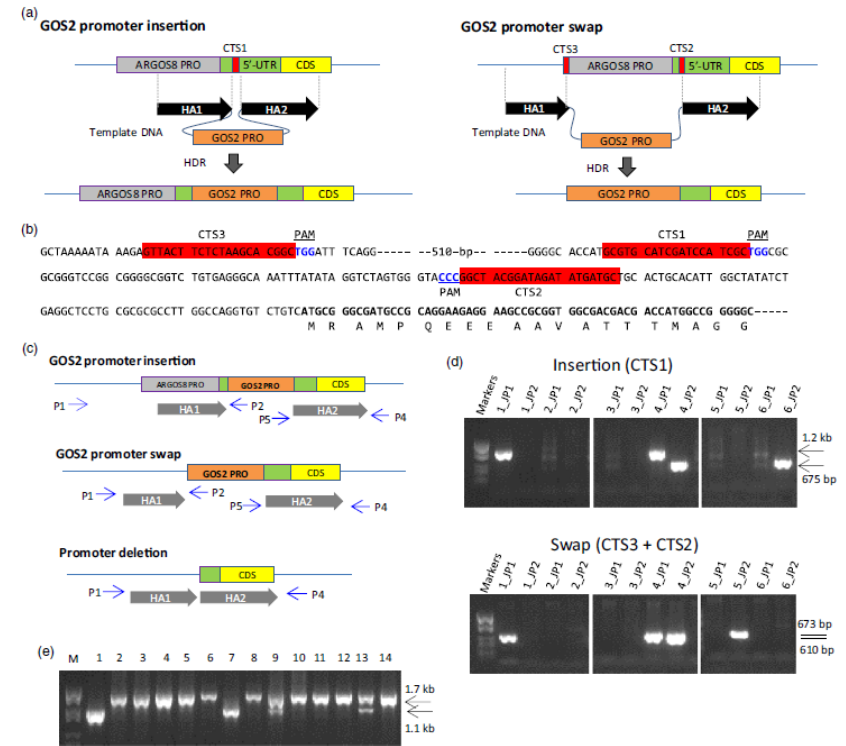 (a)
GOS2 promoter insertion
CTS1
ARGOS8 PRO 5'-UTR CDS
HA1 HA2
Template DNA
GOS2 PRO
HDR
ARGOS8 PRO GOS2 PRO CDS
GOS2 promoter swap
CTS3 CTS2
ARGOS8 PRO 5'-UTR CDS
HA1 HA2
Template DNA
GOS2 PRO
HDR
GOS2 PRO CDS
(b)
CTS3 PAM CTS1 PAM
GCTAAAAATA AAGAGTTACT TCTCTAAGCA CGGCTGGATT TCAGG-----  ---510-bp--  -----GGGGC ACCATGCGTG CATCGATCCA TCGCTGGCGC
GCGGGTCCGG CGGGGCGGTC TGTGAGGGCA AATTTATATA GGTCTAGTGG GTACCCGGCT ACGGATAGAT ATGATGCTGC ACTGCACATT GGCTATATCT
PAM CTS2
GAGGCTCCTG CGCGCGCCTT GGCCAGGTGT CTGTCATGCG GGCGATGCCG CAGGAAGAGG AAGCCGCGGT GGCGACGACG ACCATGGCCG GGGGC-----
M R A M P Q E E E A A V A T T T M A G G
(c)
GOS2 promoter insertion
ARGOS8 PRO GOS2 PRO CDS
P1 HA1 P2 HA2
P5 P4
GOS2 promoter swap
GOS2 PRO CDS
P1 P2
HA1 P5 HA2 P4
Promoter deletion
CDS
P1 HA1 HA2 P4
(d)
Insertion (CTS1)
Markers 1_JP1 1_JP2 2_JP1 2_JP2 3_JP1 3_JP2 4_JP1 4_JP2 5_JP1 5_JP2 6_JP1 6_JP2
1.2 kb
675 bp
Swap (CTS3 + CTS2)
Markers 1_JP1 1_JP2 2_JP1 2_JP2 3_JP1 3_JP2 4_JP1 4_JP2 5_JP1 5_JP2 6_JP1 6_JP2
673 bp
610 bp
(e)
M 1 2 3 4 5 6 7 8 9 10 11 12 13 14
1.7 kb
1.1 kb